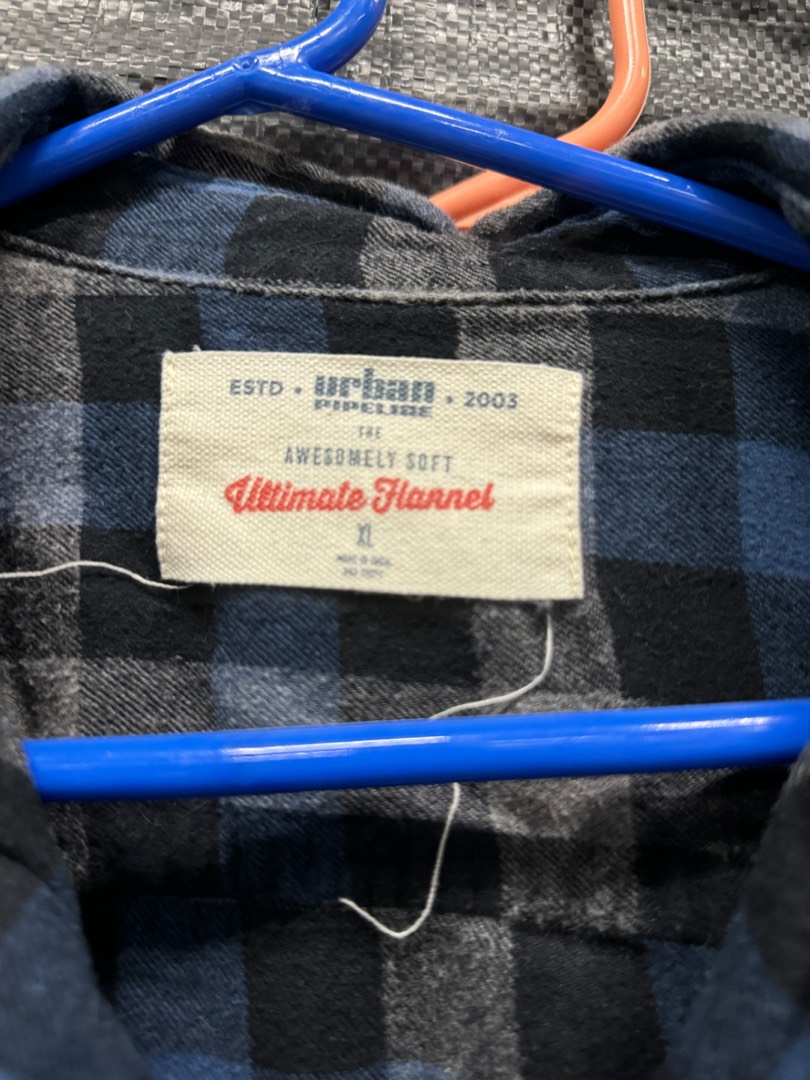 ESTD • urban • 2003
PIPELINE
THE
AWESOMELY SOFT
Ultimate Flannel
XL